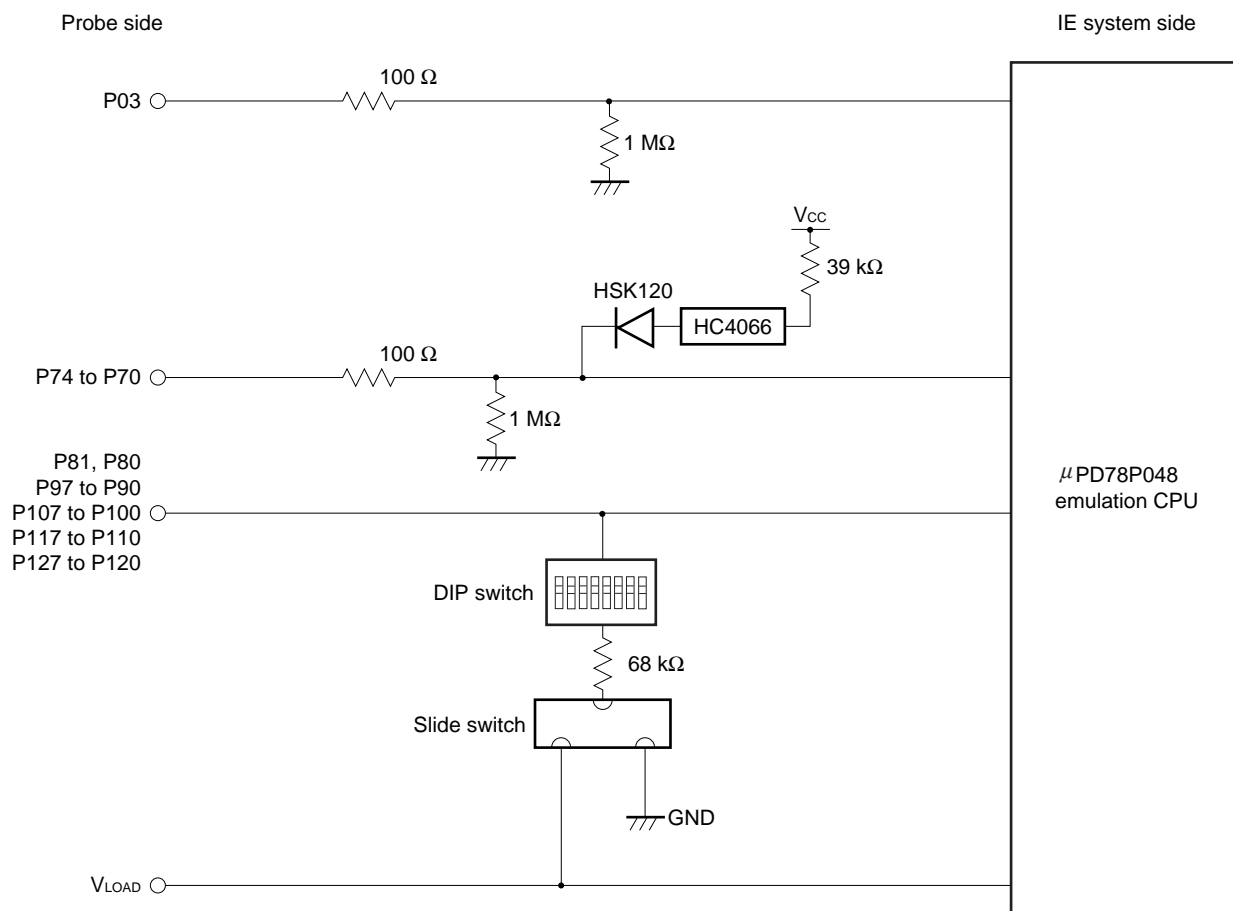 Probe side
IE system side
100 Ω
P03
1 MΩ
VCC
39 kΩ
HSK120
HC4066
100 Ω
P74 to P70
1 MΩ
P81, P80
P97 to P90
P107 to P100
P117 to P110
P127 to P120
μPD78P048
emulation CPU
DIP switch
68 kΩ
Slide switch
GND
VLOAD